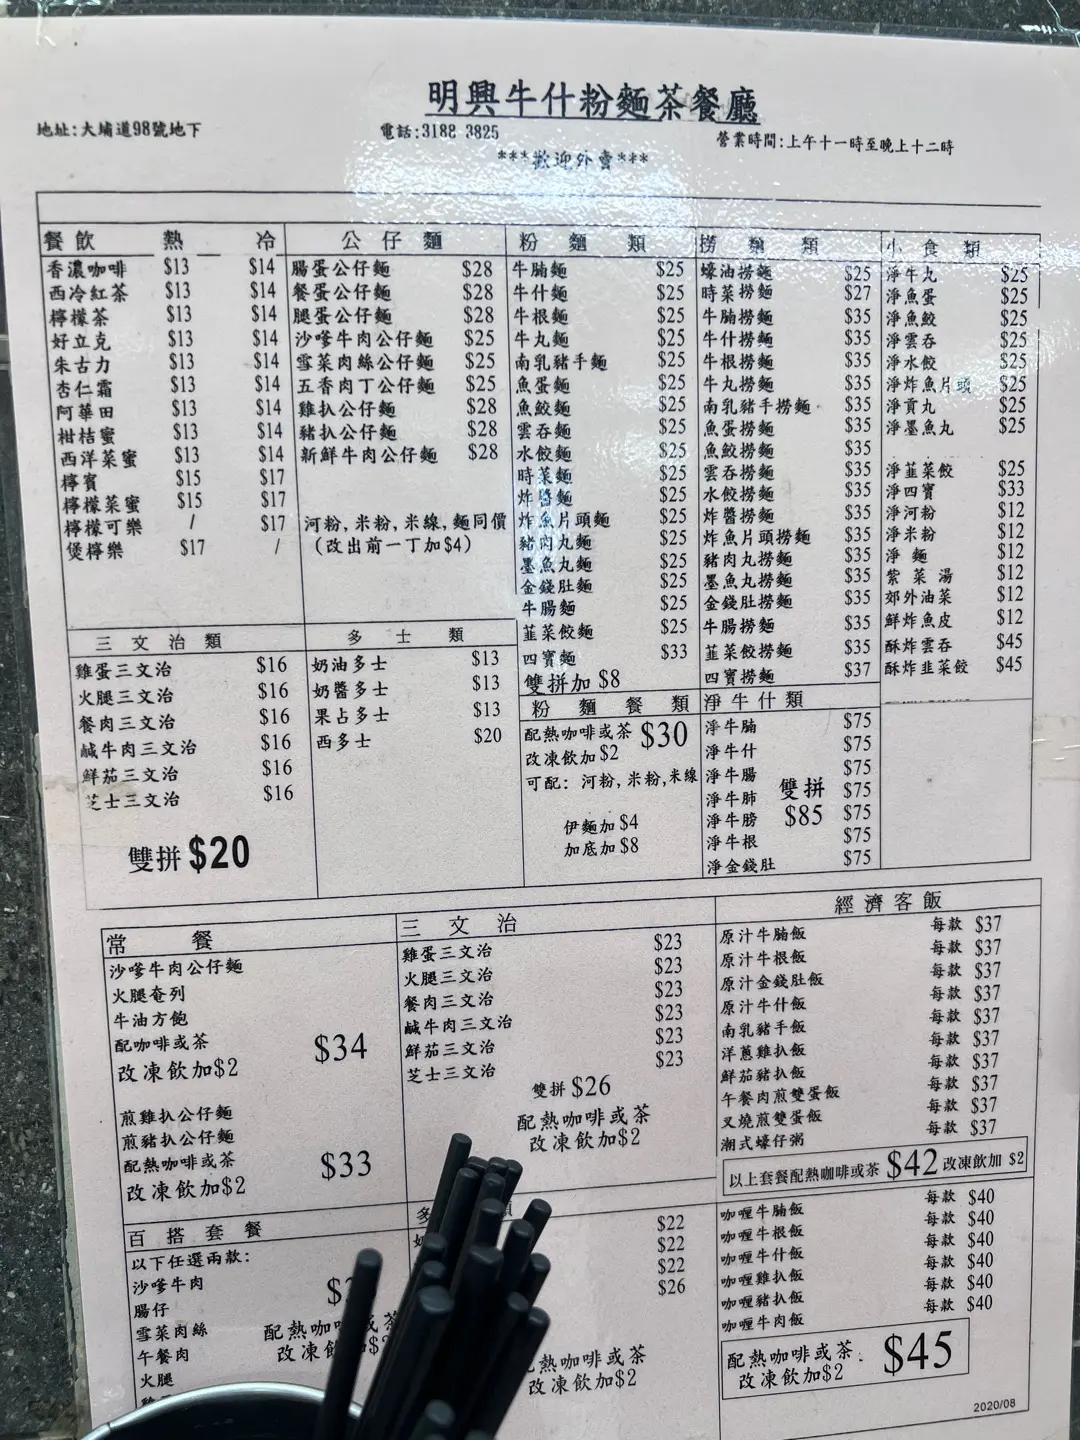 明興牛什粉麵茶餐廳
地址:大埔道98號地下
電話:3188 3825
營業時間:上午十一時至晚上十二時
***歡迎外賣***
餐飲 熱 冷
香濃咖啡 $13 $14
西冷紅茶 $13 $14
檸檬茶 $13 $14
好立克 $13 $14
朱古力 $13 $14
杏仁霜 $13 $14
阿華田 $13 $14
柑桔蜜 $13 $14
西洋菜蜜 $13 $14
檸賓 $15 $17
檸檬菜蜜 $15 $17
檸檬可樂 / $17
煲檸樂 $17 /
公仔麵
腸蛋公仔麵 $28
餐蛋公仔麵 $28
腿蛋公仔麵 $28
沙嗲牛肉公仔麵 $25
雪菜肉絲公仔麵 $25
五香肉丁公仔麵 $25
雞扒公仔麵 $28
豬扒公仔麵 $28
新鮮牛肉公仔麵 $28
河粉,米粉,米線,麵同價
(改出前一丁加$4)
粉麵類
牛腩麵 $25
牛什麵 $25
牛根麵 $25
牛丸麵 $25
南乳豬手麵 $25
魚蛋麵 $25
魚餃麵 $25
雲吞麵 $25
水餃麵 $25
時菜麵 $25
炸醬麵 $25
炸魚片頭麵 $25
豬肉丸麵 $25
墨魚丸麵 $25
金錢肚麵 $25
牛腸麵 $25
韮菜餃麵 $25
四寶麵 $33
雙拼加 $8
撈麵類
蠔油撈麵 $25
時菜撈麵 $27
牛腩撈麵 $35
牛什撈麵 $35
牛根撈麵 $35
牛丸撈麵 $35
南乳豬手撈麵 $35
魚蛋撈麵 $35
魚餃撈麵 $35
雲吞撈麵 $35
水餃撈麵 $35
炸醬撈麵 $35
炸魚片頭撈麵 $35
豬肉丸撈麵 $35
墨魚丸撈麵 $35
金錢肚撈麵 $35
牛腸撈麵 $35
韮菜餃撈麵 $35
四寶撈麵 $37
小食類
淨牛丸 $25
淨魚蛋 $25
淨魚餃 $25
淨雲吞 $25
淨水餃 $25
淨炸魚片頭 $25
淨貢丸 $25
淨墨魚丸 $25
淨韮菜餃 $25
淨四寶 $33
淨河粉 $12
淨米粉 $12
淨 麵 $12
紫菜湯 $12
郊外油菜 $12
鮮炸魚皮 $12
酥炸雲吞 $45
酥炸韭菜餃 $45
三文治類
雞蛋三文治 $16
火腿三文治 $16
餐肉三文治 $16
鹹牛肉三文治 $16
鮮茄三文治 $16
芝士三文治 $16
雙拼 $20
多士類
奶油多士 $13
奶醬多士 $13
果占多士 $13
西多士 $20
粉麵餐類
配熱咖啡或茶 $30
改凍飲加$2
可配: 河粉,米粉,米線
伊麵加 $4
加底加 $8
淨牛什類
淨牛腩 $75
淨牛什 $75
淨牛腸 $75
淨牛肺 $75
淨牛膀 $75
淨牛根 $75
淨金錢肚 $75
雙拼
$85
常餐
沙嗲牛肉公仔麵
火腿奄列
牛油方飽
配咖啡或茶 $34
改凍飲加$2
煎雞扒公仔麵
煎豬扒公仔麵
配熱咖啡或茶 $33
改凍飲加$2
三文治
雞蛋三文治 $23
火腿三文治 $23
餐肉三文治 $23
鹹牛肉三文治 $23
鮮茄三文治 $23
芝士三文治 $23
雙拼 $26
配熱咖啡或茶
改凍飲加$2
經濟客飯
原汁牛腩飯 每款 $37
原汁牛根飯 每款 $37
原汁金錢肚飯 每款 $37
原汁牛什飯 每款 $37
南乳豬手飯 每款 $37
洋蔥雞扒飯 每款 $37
鮮茄豬扒飯 每款 $37
午餐肉煎雙蛋飯 每款 $37
叉燒煎雙蛋飯 每款 $37
潮式蠔仔粥 每款 $37
以上套餐配熱咖啡或茶 $42 改凍飲加 $2
咖喱牛腩飯 每款 $40
咖喱牛根飯 每款 $40
咖喱牛什飯 每款 $40
咖喱雞扒飯 每款 $40
咖喱豬扒飯 每款 $40
咖喱牛肉飯 每款 $40
配熱咖啡或茶. $45
改凍飲加$2
百搭套餐
以下任選兩款:
沙嗲牛肉
腸仔
雪菜肉絲
午餐肉
火腿
配熱咖啡 茶
改凍飲 $2
多 類
$22
$22
$22
$26
熱咖啡或茶
改凍飲加$2
2020/08